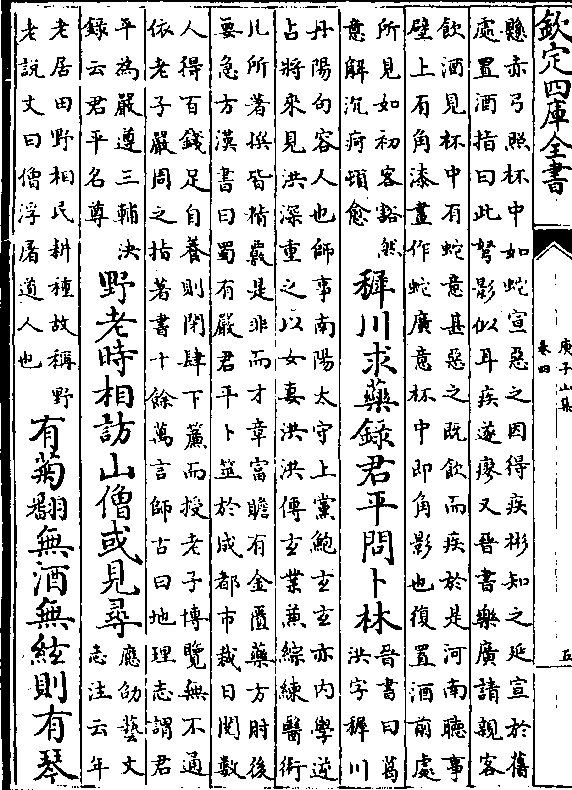 欽定四庫全書
庚子山集
卷四
五
懸赤弓照杯中如蛇宣惡之因得疾彬知之延宣於舊
處置酒指曰此弩影似耳疾遂瘳又晉書樂廣請親客
飲酒見杯中有蛇意甚惡之既飲而疾於是河南聽事
壁上有角漆畫作蛇廣意杯中即角影也復置酒前處
所見如初客豁然
意解沉疴頓愈
稺川求藥錄君平問卜林
晉書曰葛
洪字稺川
丹陽句容人也師事南陽太守上黨鮑玄玄亦内學逆
占將來見洪深重之以女妻洪洪傳玄業兼綜練醫術
凡所著撰皆精覈是非而才章富贍有金匱藥方肘後
要急方漢書曰蜀有嚴君平卜筮於成都市裁日閱數
人得百錢足自養則閉肆下簾而授老子博覽無不通
依老子嚴周之指著書十餘萬言師古曰地理志謂君
平為嚴遵三輔決
錄云君平名尊
野老時相訪山僧或見尋
應劭藝文
志注云年
老居田野相民耕種故稱野
老說文曰僧浮屠道人也
有菊翻無酒無絃則有琴